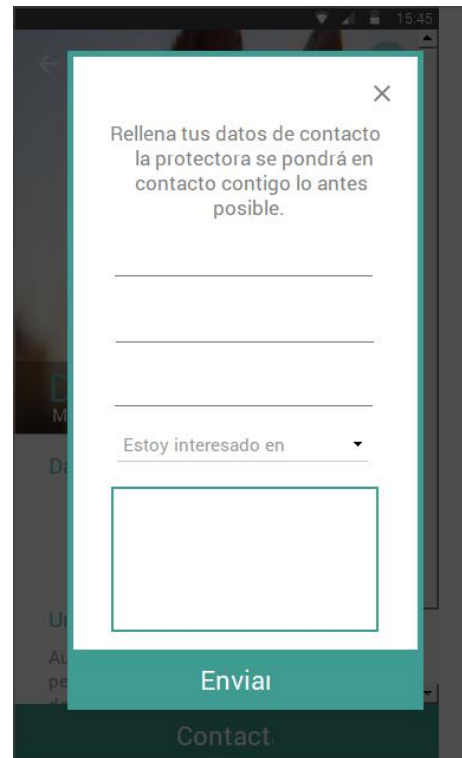 15:45
Rellena tus datos de contacto
la protectora se pondrá en
contacto contigo lo antes
posible.
Estoy interesado en
Enviar
Contact